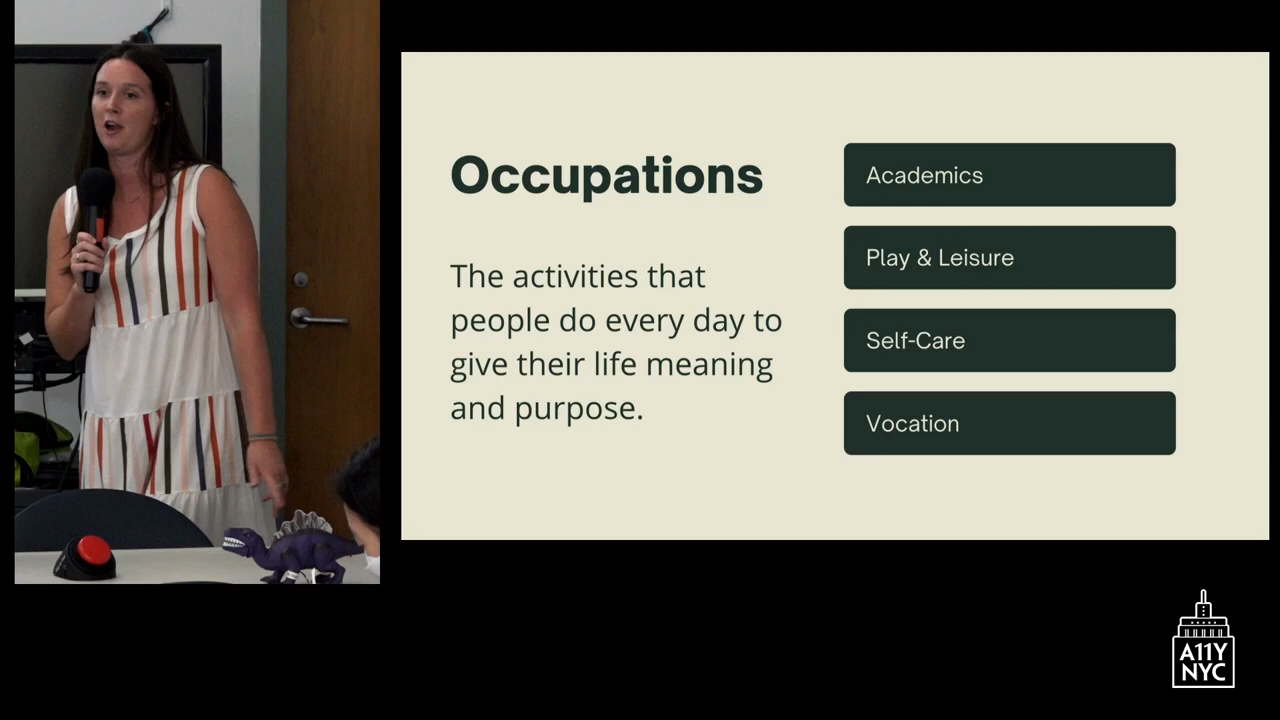 Occupations
The activities that
people do every day to
give their life meaning
and purpose.
Academics
Play & Leisure
Self-Care
Vocation
A11Y
NYC